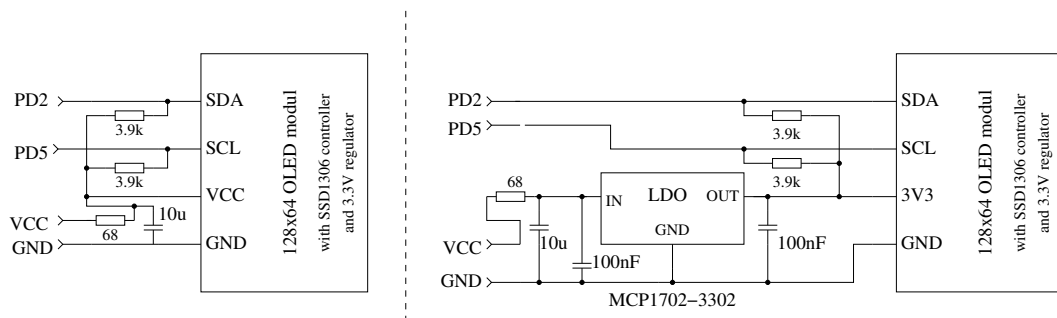 PD2
SDA
3.9k
PD5
SCL
3.9k
VCC
VCC
10u
68
GND
GND
128x64 OLED modul
with SSD1306 controller
and 3.3V regulator
PD2
SDA
PD5
3.9k
SCL
3.9k
68
IN
LDO
OUT
3V3
GND
VCC
10u
100nF
100nF
GND
GND
MCP1702-3302
128x64 OLED modul
with SSD1306 controller
and 3.3V regulator